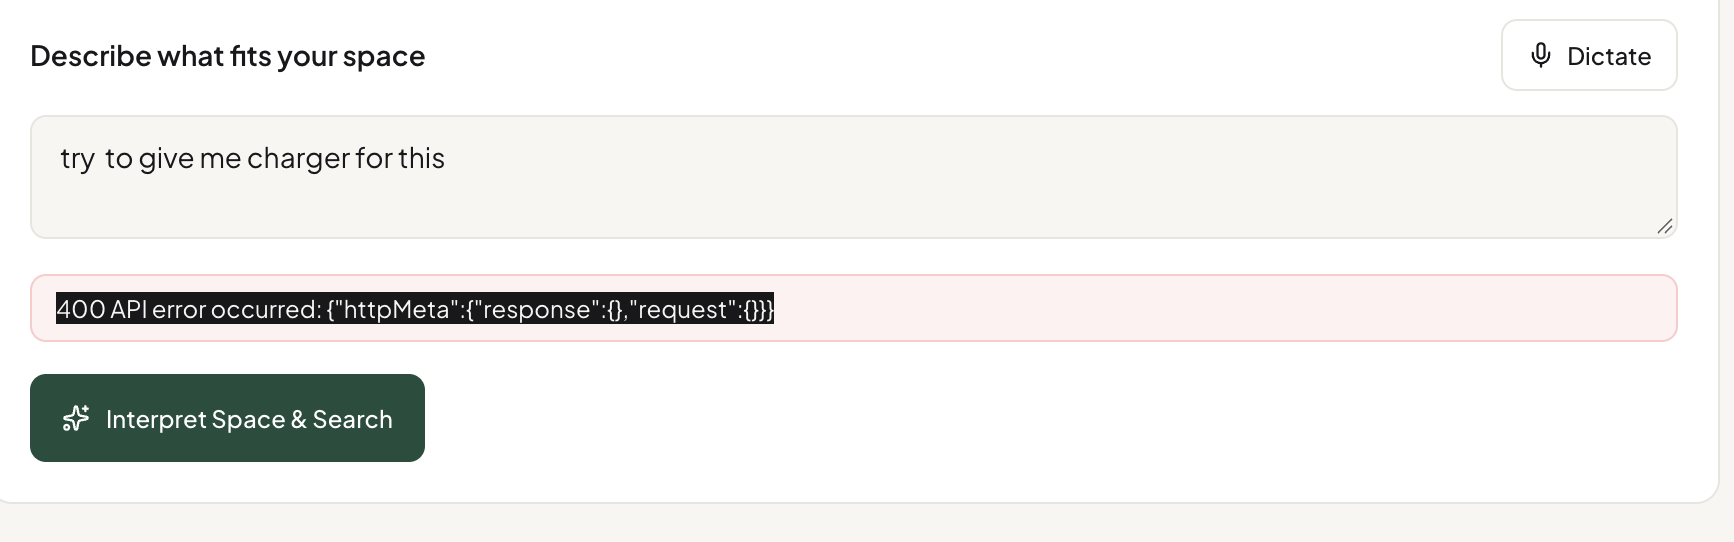 Describe what fits your space
Dictate
try  to give me charger for this
400 API error occurred: {"httpMeta":{"response":{},"request":{}}}
Interpret Space & Search